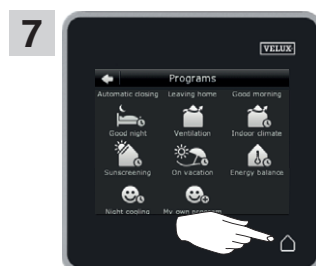 7
VELUX
Programs
Automatic closing Leaving home Good morning
Good night Ventilation Indoor climate
Sunscreening On vacation Energy balance
Night cooling My own program